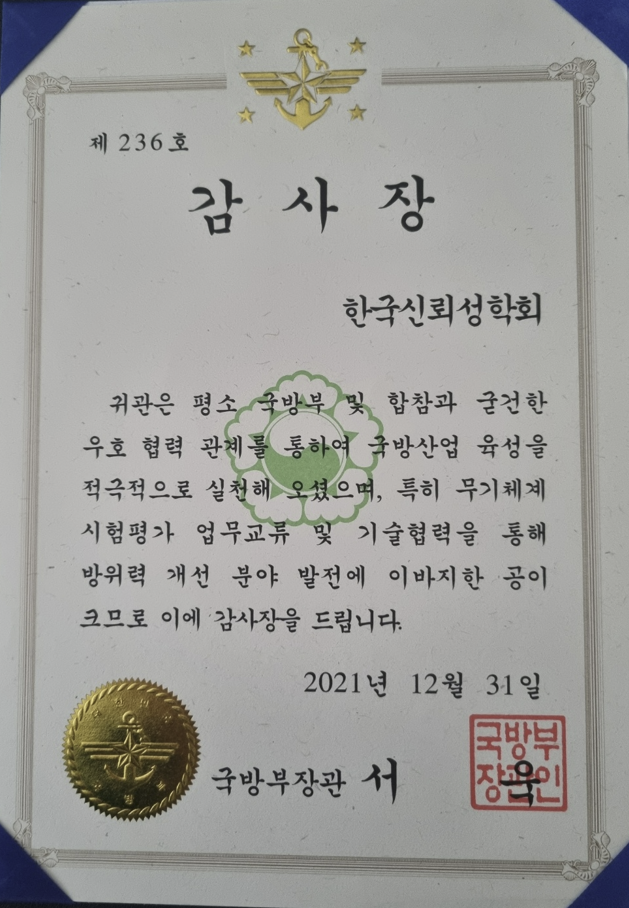 제 236 호
감 사 장
한국신뢰성학회
귀관은 평소 국방부 및 합참과 굳건한
우호 협력 관계를 통하여 국방산업 육성을
적극적으로 실천해 오셨으며, 특히 무기체계
시험평가 업무교류 및 기술협력을 통해
방위력 개선 분야 발전에 이바지한 공이
크므로 이에 감사장을 드립니다.
2021년 12월 31일
국방부장관 서 욱
국방부
장관인